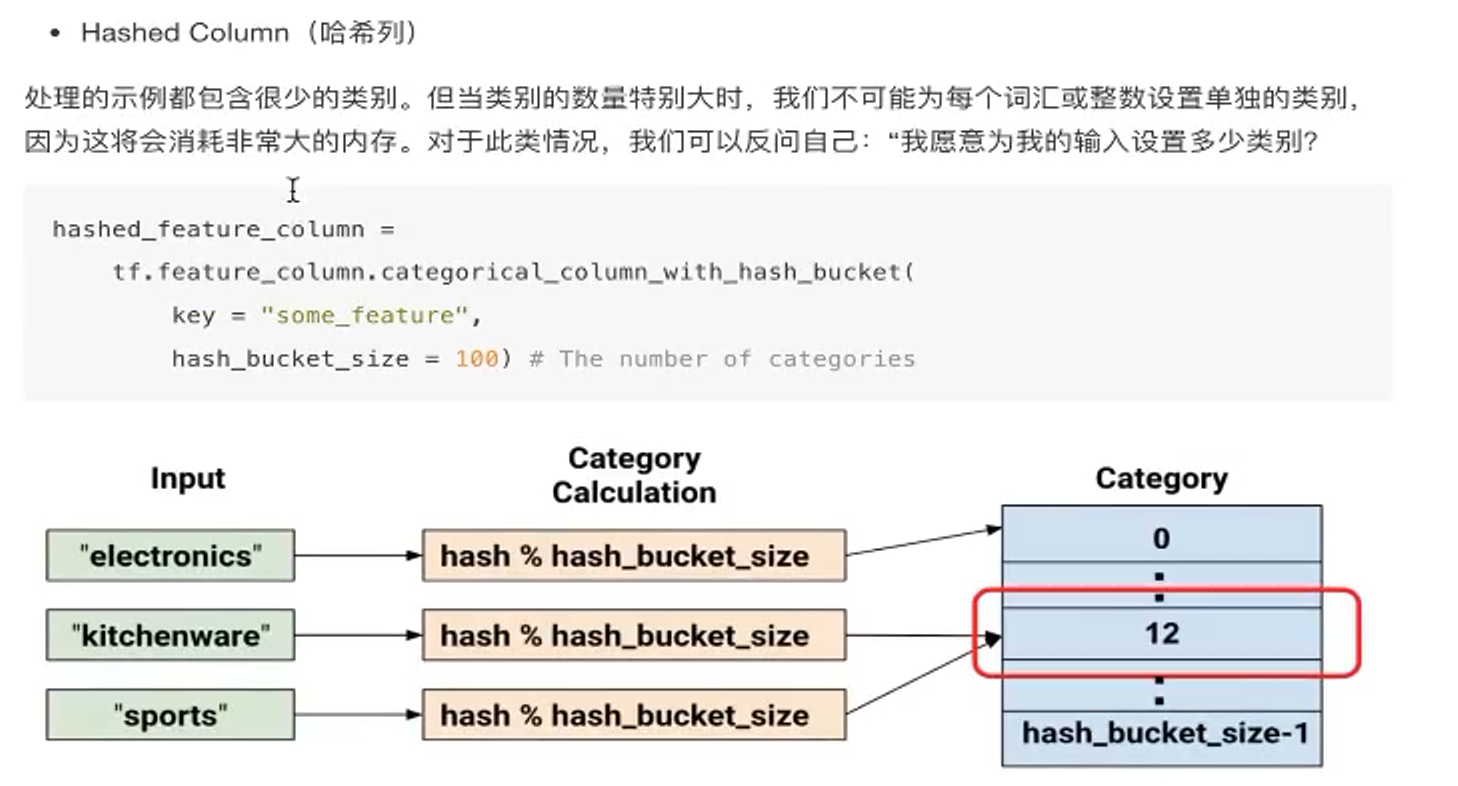 • Hashed Column（哈希列）
处理的示例都包含很少的类别。但当类别的数量特别大时，我们不可能为每个词汇或整数设置单独的类别，
因为这将会消耗非常大的内存。对于此类情况，我们可以反问自己：“我愿意为我的输入设置多少类别？
hashed_feature_column =
    tf.feature_column.categorical_column_with_hash_bucket(
        key = "some_feature",
        hash_bucket_size = 100) # The number of categories
Input
Category
Calculation
Category
"electronics"
hash % hash_bucket_size
0
"kitchenware"
hash % hash_bucket_size
12
"sports"
hash % hash_bucket_size
hash_bucket_size-1